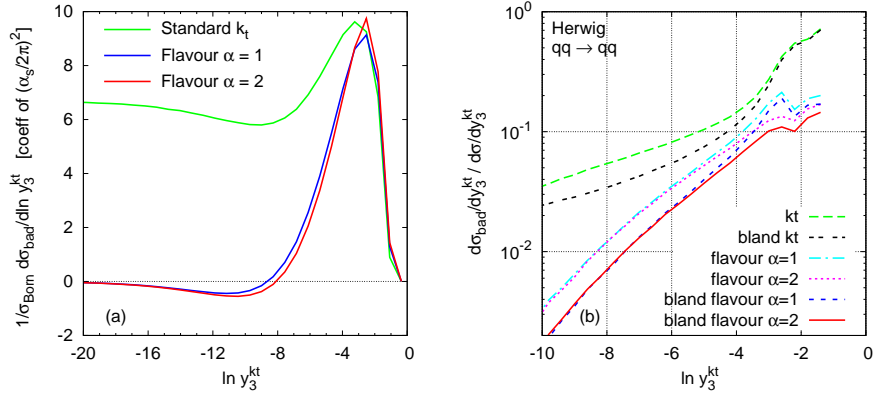 1/σ_Born dσ_bad/dln y_3^kt [coeff of (α_s/2π)^2]
10
8
6
4
2
0
-2
Standard k_t
Flavour α = 1
Flavour α = 2
(a)
-20 -16 -12 -8 -4 0
ln y_3^kt
dσ_bad/dy_3^kt / dσ/dy_3^kt
10^0
10^-1
10^-2
Herwig
qq → qq
kt
bland kt
flavour α=1
flavour α=2
bland flavour α=1
bland flavour α=2
(b)
-10 -8 -6 -4 -2 0
ln y_3^kt